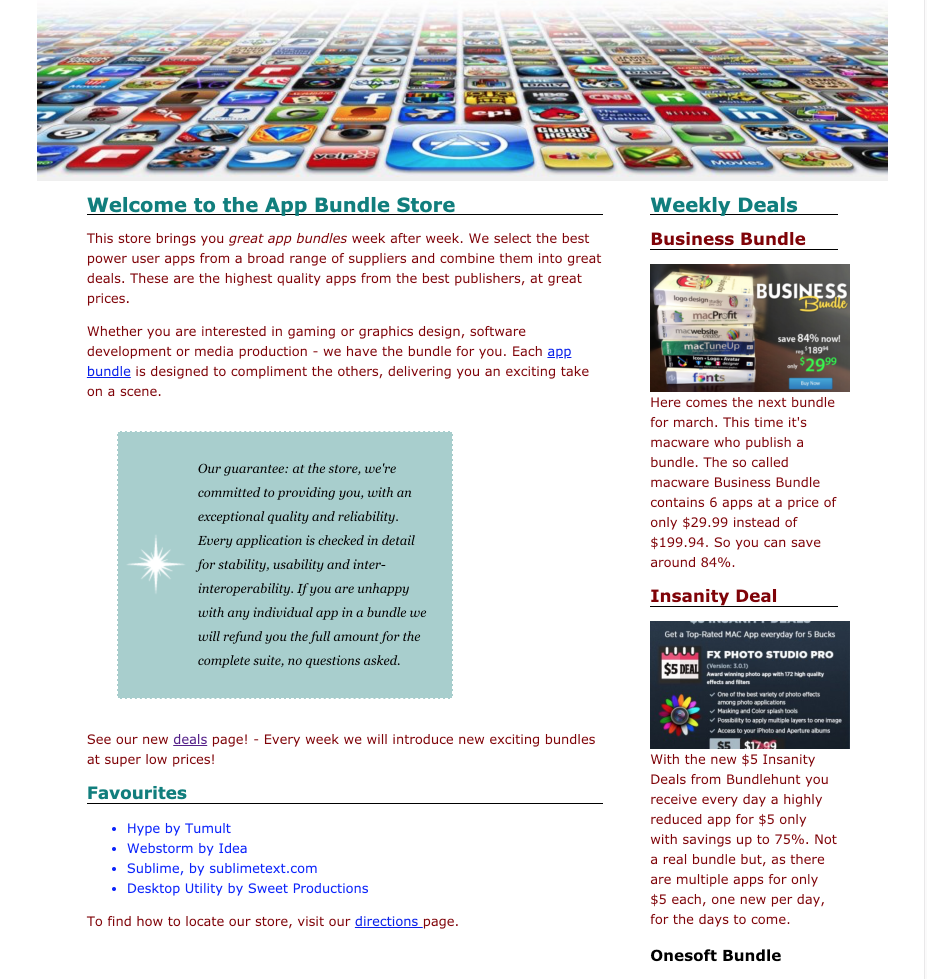 epi
The Weather Channel
NETFLIX
yelp
ebY
Movies
Welcome to the App Bundle Store
This store brings you great app bundles week after week. We select the best
power user apps from a broad range of suppliers and combine them into great
deals. These are the highest quality apps from the best publishers, at great
prices.
Whether you are interested in gaming or graphics design, software
development or media production - we have the bundle for you. Each app
bundle is designed to compliment the others, delivering you an exciting take
on a scene.
Our guarantee: at the store, we're
committed to providing you, with an
exceptional quality and reliability.
Every application is checked in detail
for stability, usability and inter-
interoperability. If you are unhappy
with any individual app in a bundle we
will refund you the full amount for the
complete suite, no questions asked.
See our new deals page! - Every week we will introduce new exciting bundles
at super low prices!
Favourites
Hype by Tumult
Webstorm by Idea
Sublime, by sublimetext.com
Desktop Utility by Sweet Productions
To find how to locate our store, visit our directions page.
Weekly Deals
Business Bundle
logo design
macProfit
macwebsite
macTuneUp
Icon • Logo • Avatar
fonts
BUSINESS
Bundle
save 84% now!
reg $18994
only $2999
Buy Now
Here comes the next bundle
for march. This time it's
macware who publish a
bundle. The so called
macware Business Bundle
contains 6 apps at a price of
only $29.99 instead of
$199.94. So you can save
around 84%.
Insanity Deal
Get a Top-Rated MAC App everyday for 5 Bucks
$5 DEAL
FX PHOTO STUDIO PRO
(Version: 3.0.1)
Award winning photo app with 172 high quality
effects and filters
One of the best variety of photo effects
among photo applications
Masking and Color splash tools
Possibility to apply multiple layers to one image
Access to your iPhoto and Aperture albums
$5 $17.99
With the new $5 Insanity
Deals from Bundlehunt you
receive every day a highly
reduced app for $5 only
with savings up to 75%. Not
a real bundle but, as there
are multiple apps for only
$5 each, one new per day,
for the days to come.
Onesoft Bundle